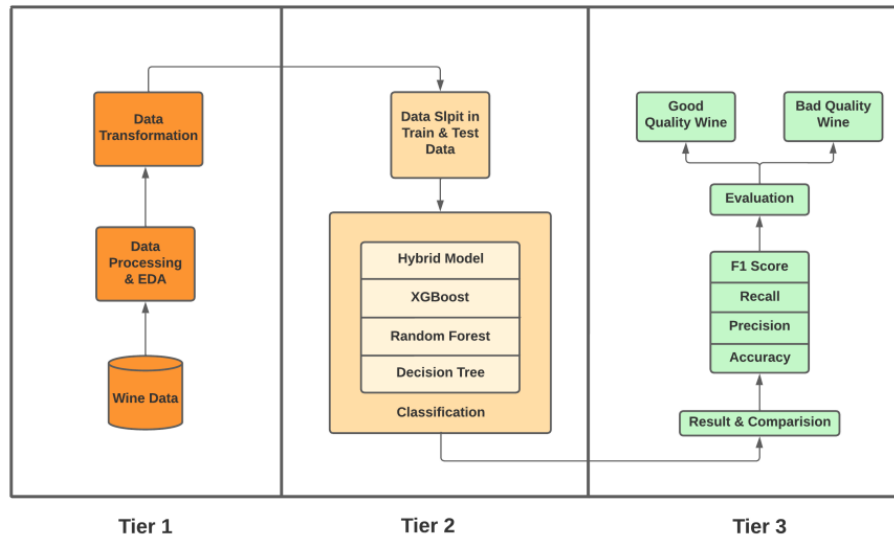 Data
Transformation
Data
Processing
& EDA
Wine Data
Tier 1
Data Slpit in
Train & Test
Data
Hybrid Model
XGBoost
Random Forest
Decision Tree
Classification
Tier 2
Good
Quality Wine
Bad Quality
Wine
Evaluation
F1 Score
Recall
Precision
Accuracy
Result & Comparision
Tier 3